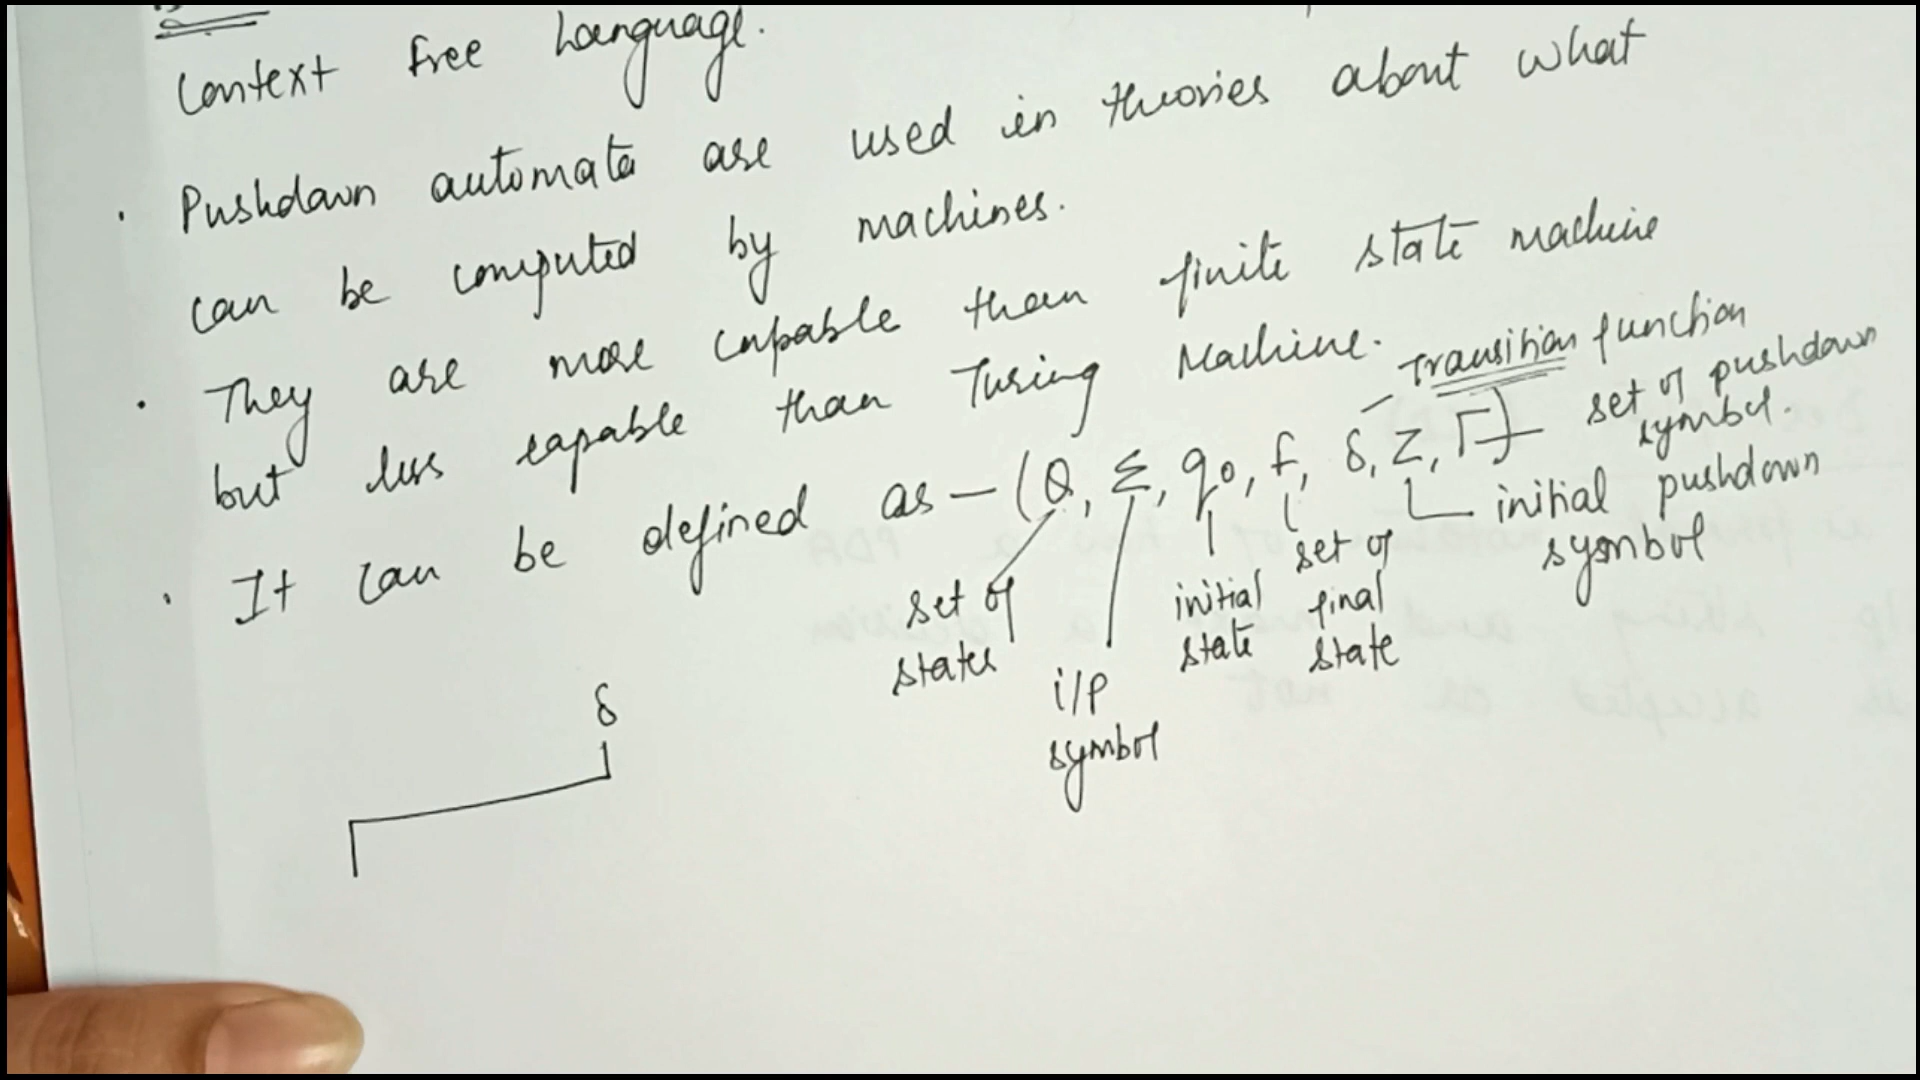 Context free Language.
· Pushdown automata are used in theories about what
can be computed by machines.
· They are more capable than finite state machine
but less capable than Turing Machine.
· It can be defined as — (Q, Σ, q0, f, δ, Z, Γ)
Transition function
set of pushdown
symbol.
initial pushdown
symbol
set of
states
i/p
symbol
initial
state
set of
final
state
δ